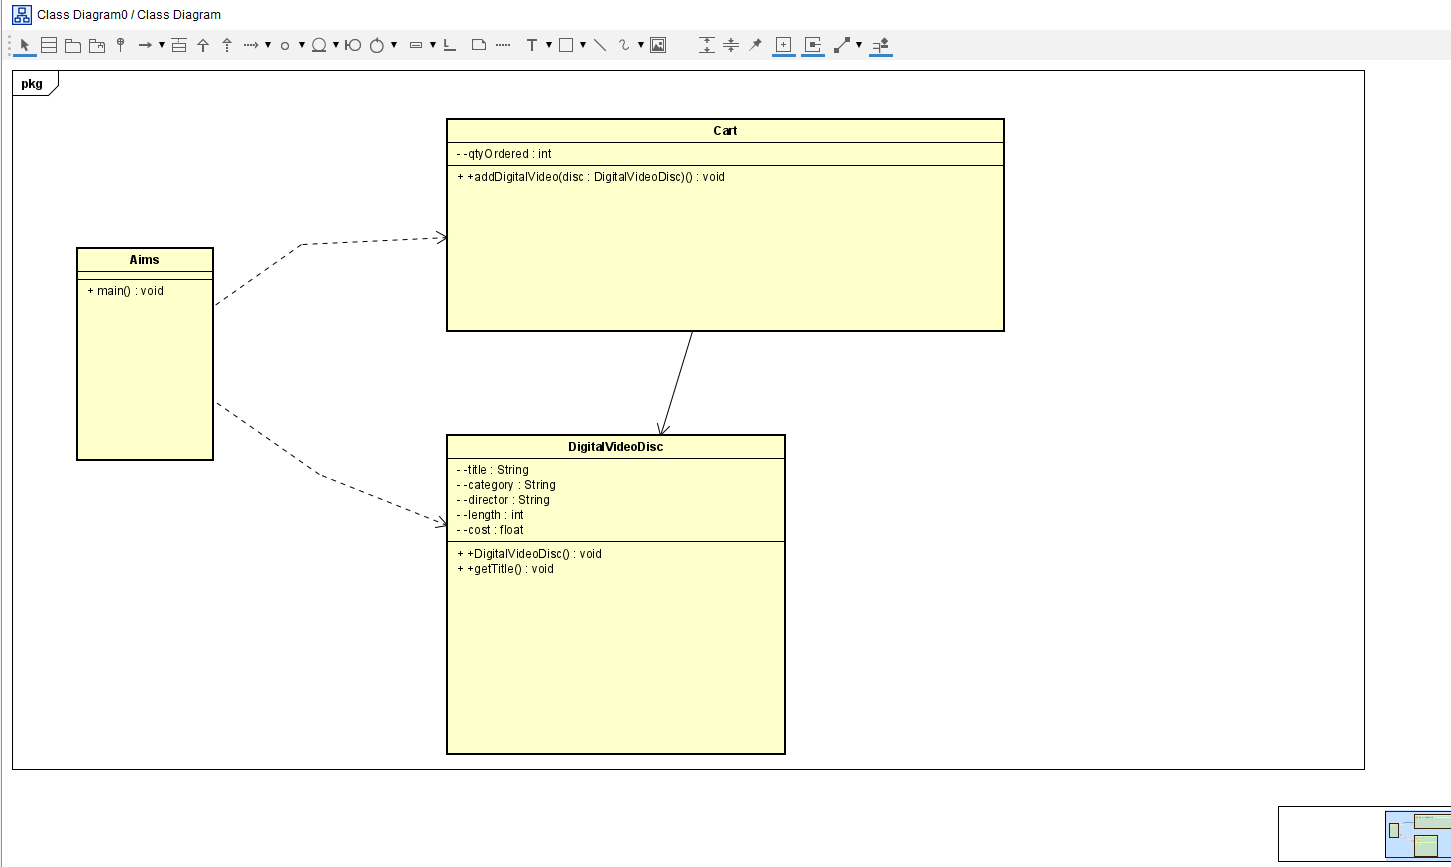 Class Diagram0 / Class Diagram
pkg
Cart
- -qtyOrdered : int
+ +addDigitalVideo(disc : DigitalVideoDisc)() : void
Aims
+ main() : void
DigitalVideoDisc
- -title : String
- -category : String
- -director : String
- -length : int
- -cost : float
+ +DigitalVideoDisc() : void
+ +getTitle() : void